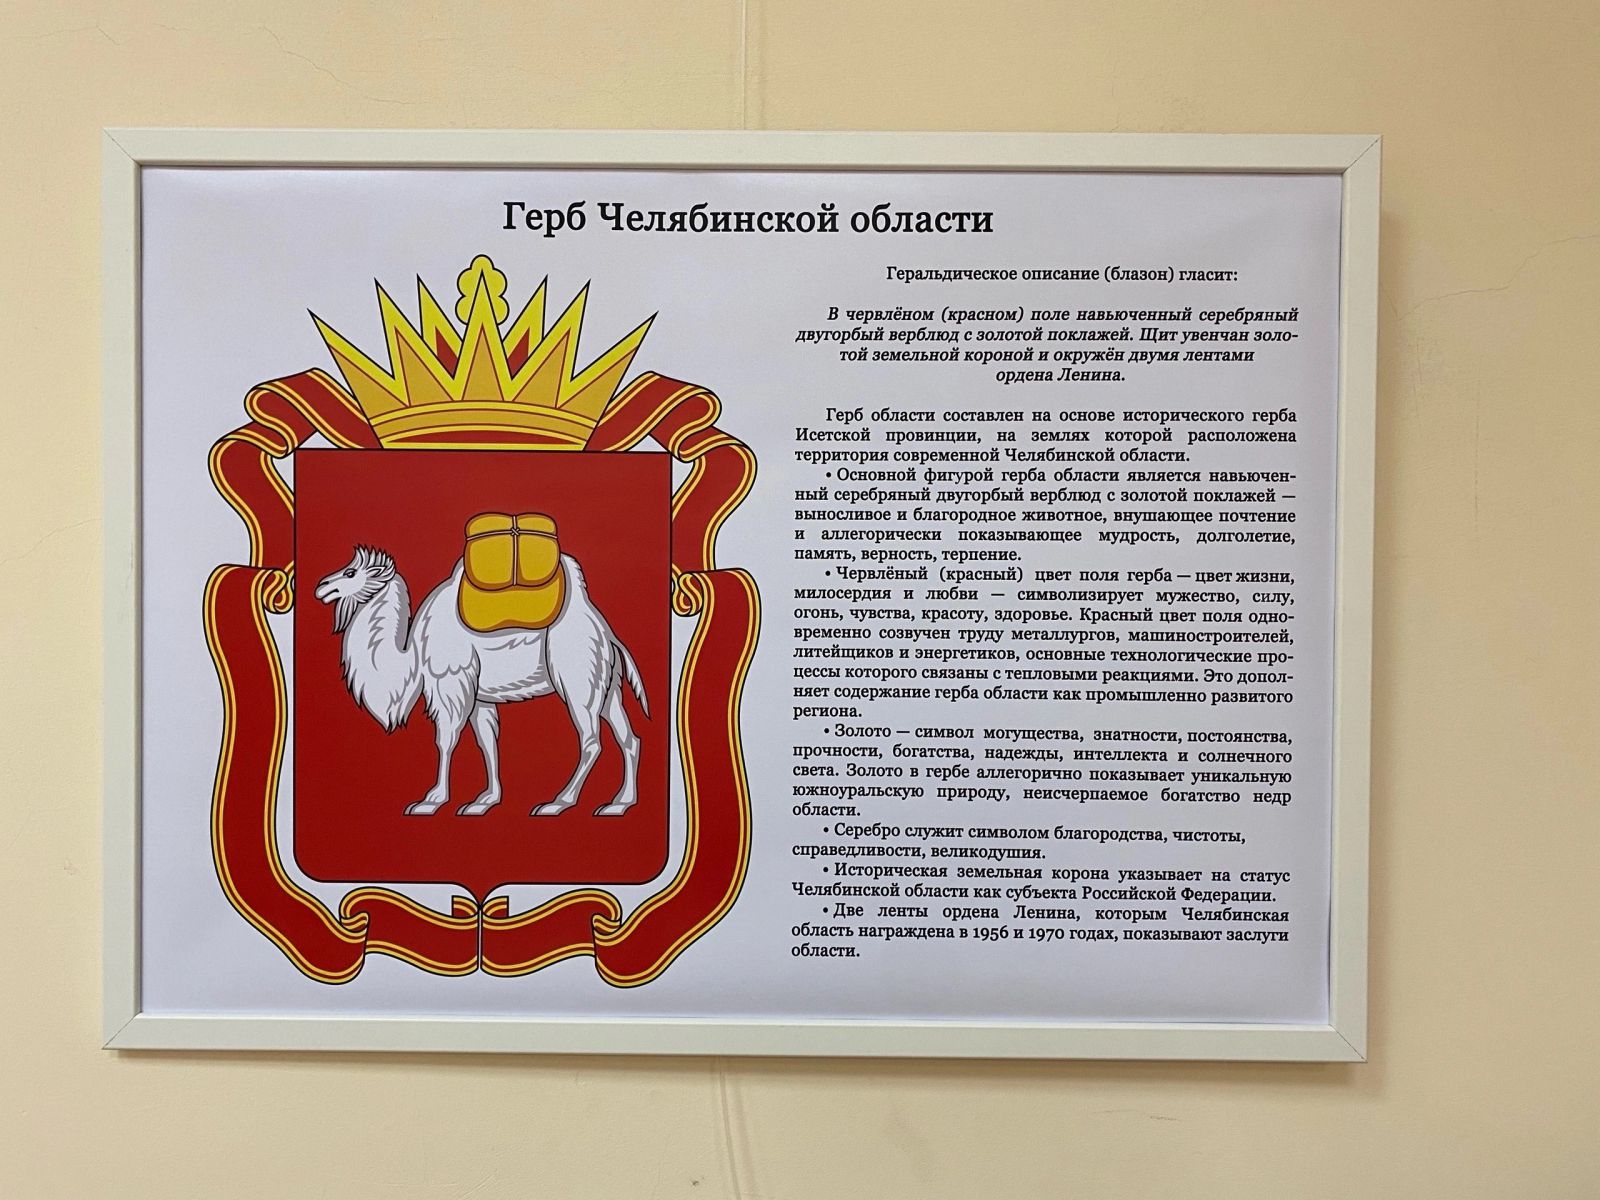 Герб Челябинской области
Геральдическое описание (блазон) гласит:
В червлёном (красном) поле навьюченный серебряный
двугорбый верблюд с золотой поклажей. Щит увенчан золо-
той земельной короной и окружён двумя лентами
ордена Ленина.
Герб области составлен на основе исторического герба
Исетской провинции, на землях которой расположена
территория современной Челябинской области.
• Основной фигурой герба области является навьючен-
ный серебряный двугорбый верблюд с золотой поклажей —
выносливое и благородное животное, внушающее почтение
и аллегорически показывающее мудрость, долголетие,
память, верность, терпение.
• Червлёный (красный) цвет поля герба — цвет жизни,
милосердия и любви — символизирует мужество, силу,
огонь, чувства, красоту, здоровье. Красный цвет поля одно-
временно созвучен труду металлургов, машиностроителей,
литейщиков и энергетиков, основные технологические про-
цессы которого связаны с тепловыми реакциями. Это допол-
няет содержание герба области как промышленно развитого
региона.
• Золото — символ могущества, знатности, постоянства,
прочности, богатства, надежды, интеллекта и солнечного
света. Золото в гербе аллегорично показывает уникальную
южноуральскую природу, неисчерпаемое богатство недр
области.
• Серебро служит символом благородства, чистоты,
справедливости, великодушия.
• Историческая земельная корона указывает на статус
Челябинской области как субъекта Российской Федерации.
• Две ленты ордена Ленина, которым Челябинская
область награждена в 1956 и 1970 годах, показывают заслуги
области.